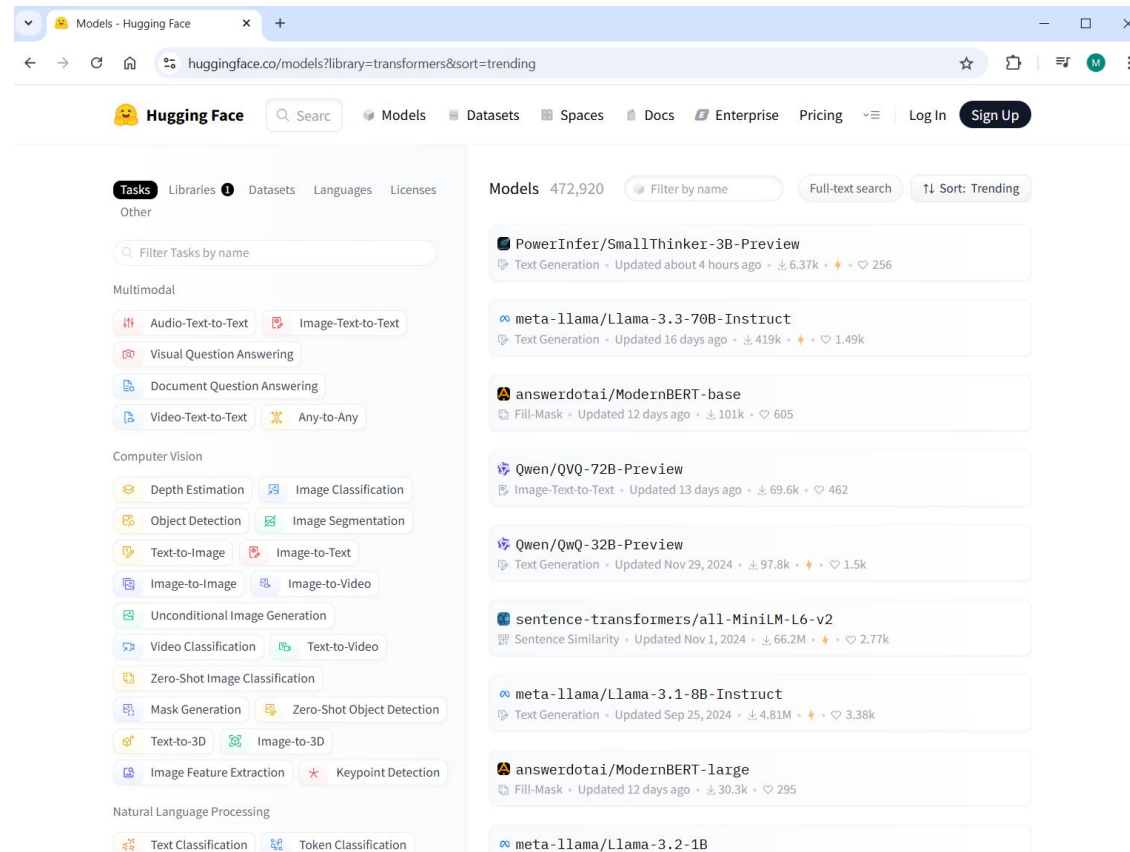 Models - Hugging Face
huggingface.co/models?library=transformers&sort=trending
M
Hugging Face
Searc
Models
Datasets
Spaces
Docs
Enterprise
Pricing
Log In
Sign Up
Tasks Libraries 1 Datasets Languages Licenses
Other
Filter Tasks by name
Multimodal
Audio-Text-to-Text Image-Text-to-Text
Visual Question Answering
Document Question Answering
Video-Text-to-Text Any-to-Any
Computer Vision
Depth Estimation Image Classification
Object Detection Image Segmentation
Text-to-Image Image-to-Text
Image-to-Image Image-to-Video
Unconditional Image Generation
Video Classification Text-to-Video
Zero-Shot Image Classification
Mask Generation Zero-Shot Object Detection
Text-to-3D Image-to-3D
Image Feature Extraction Keypoint Detection
Natural Language Processing
Text Classification Token Classification
Models 472,920 Filter by name Full-text search Sort: Trending
PowerInfer/SmallThinker-3B-Preview
Text Generation • Updated about 4 hours ago • 6.37k • 256
meta-llama/Llama-3.3-70B-Instruct
Text Generation • Updated 16 days ago • 419k • 1.49k
answerdotai/ModernBERT-base
Fill-Mask • Updated 12 days ago • 101k • 605
Qwen/QVQ-72B-Preview
Image-Text-to-Text • Updated 13 days ago • 69.6k • 462
Qwen/QwQ-32B-Preview
Text Generation • Updated Nov 29, 2024 • 97.8k • 1.5k
sentence-transformers/all-MiniLM-L6-v2
Sentence Similarity • Updated Nov 1, 2024 • 66.2M • 2.77k
meta-llama/Llama-3.1-8B-Instruct
Text Generation • Updated Sep 25, 2024 • 4.81M • 3.38k
answerdotai/ModernBERT-large
Fill-Mask • Updated 12 days ago • 30.3k • 295
meta-llama/Llama-3.2-1B